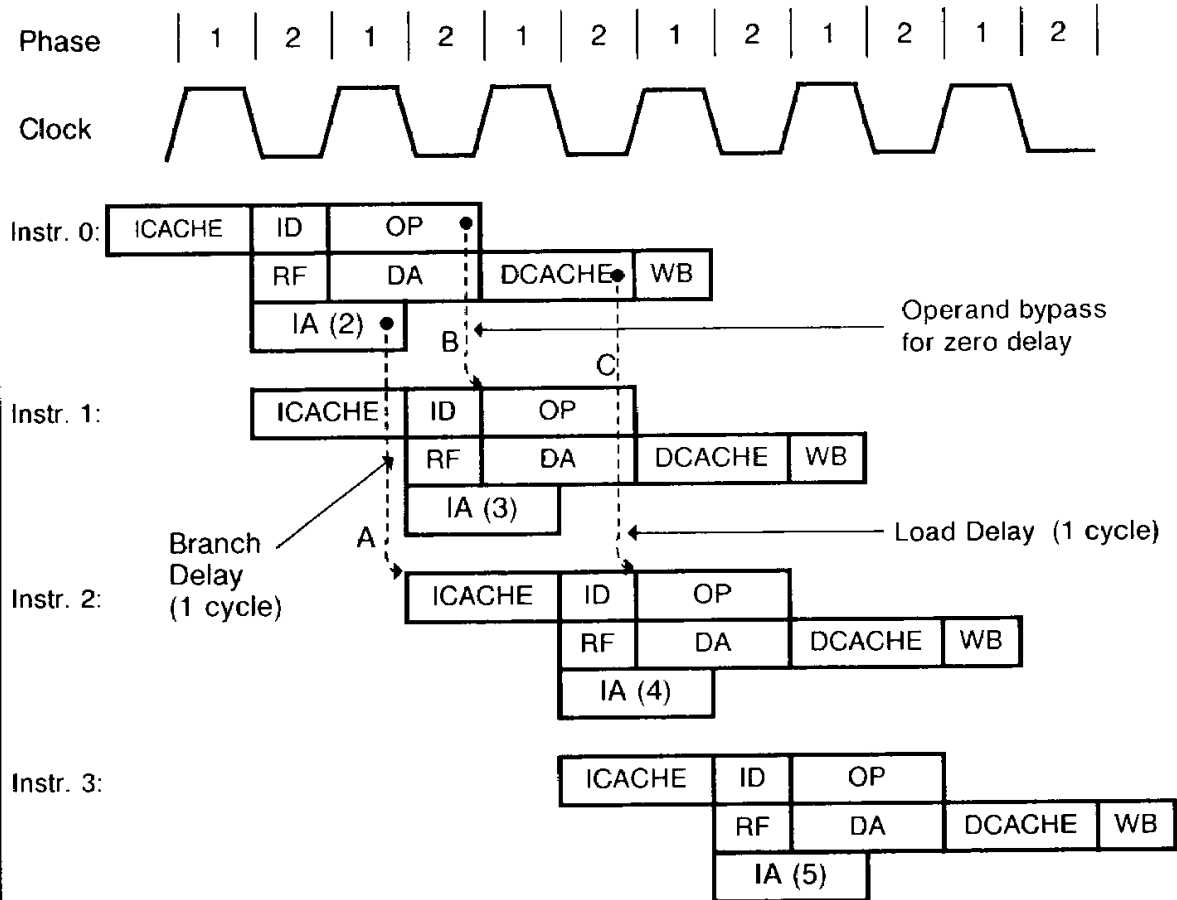 Phase 1 2 1 2 1 2 1 2 1 2 1 2
Clock
Instr. 0: ICACHE ID OP
RF DA DCACHE WB
IA (2)
Operand bypass
for zero delay
B
C
Instr. 1: ICACHE ID OP
RF DA DCACHE WB
IA (3)
Branch
Delay
(1 cycle)
A
Load Delay (1 cycle)
Instr. 2: ICACHE ID OP
RF DA DCACHE WB
IA (4)
Instr. 3: ICACHE ID OP
RF DA DCACHE WB
IA (5)